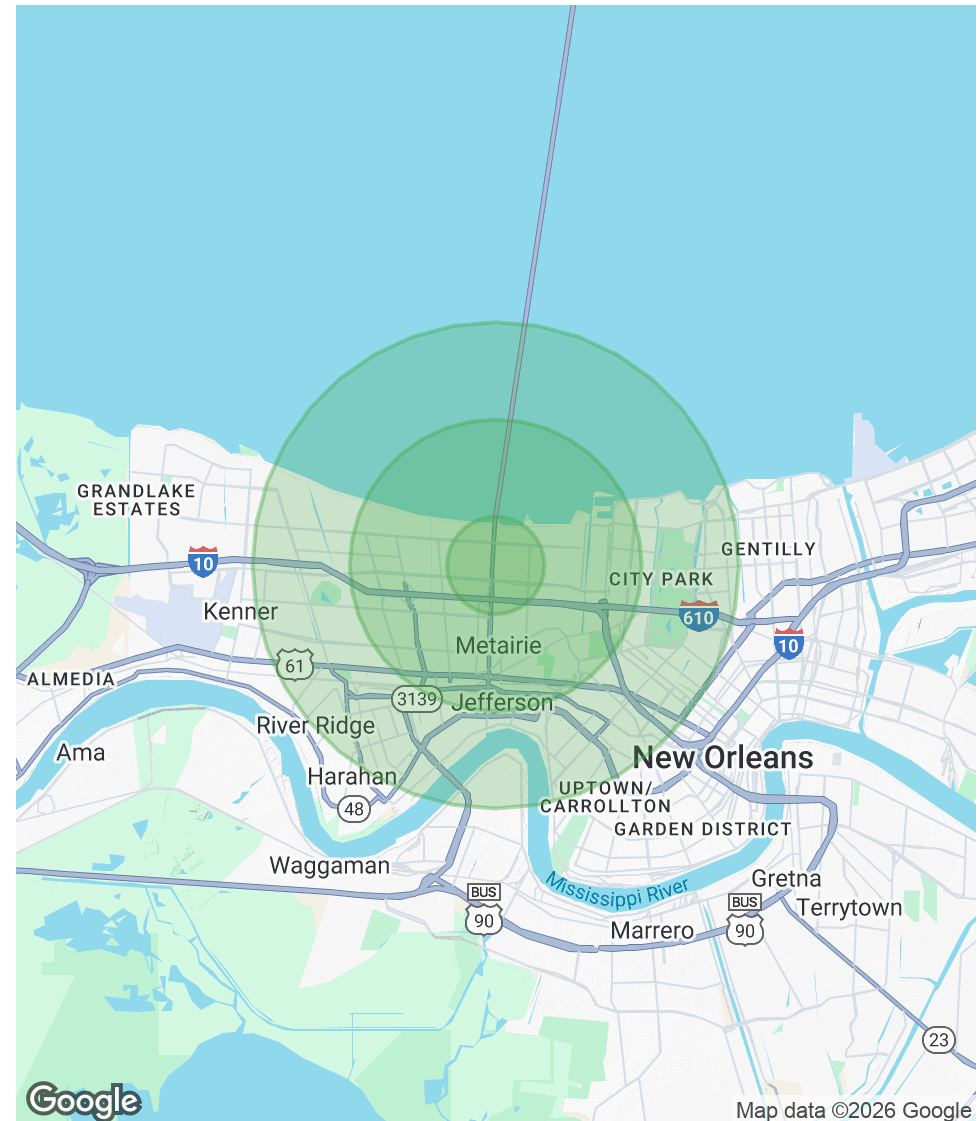 GRANDLAKE
ESTATES
10
GENTILLY
CITY PARK
Kenner
610
10
Metairie
61
ALMEDIA
3139
Jefferson
River Ridge
Ama
New Orleans
Harahan
UPTOWN/
CARROLLTON
48
GARDEN DISTRICT
Waggaman
Mississippi River
Gretna
BUS
90
BUS
90
Terrytown
Marrero
23
Google
Map data ©2026 Google